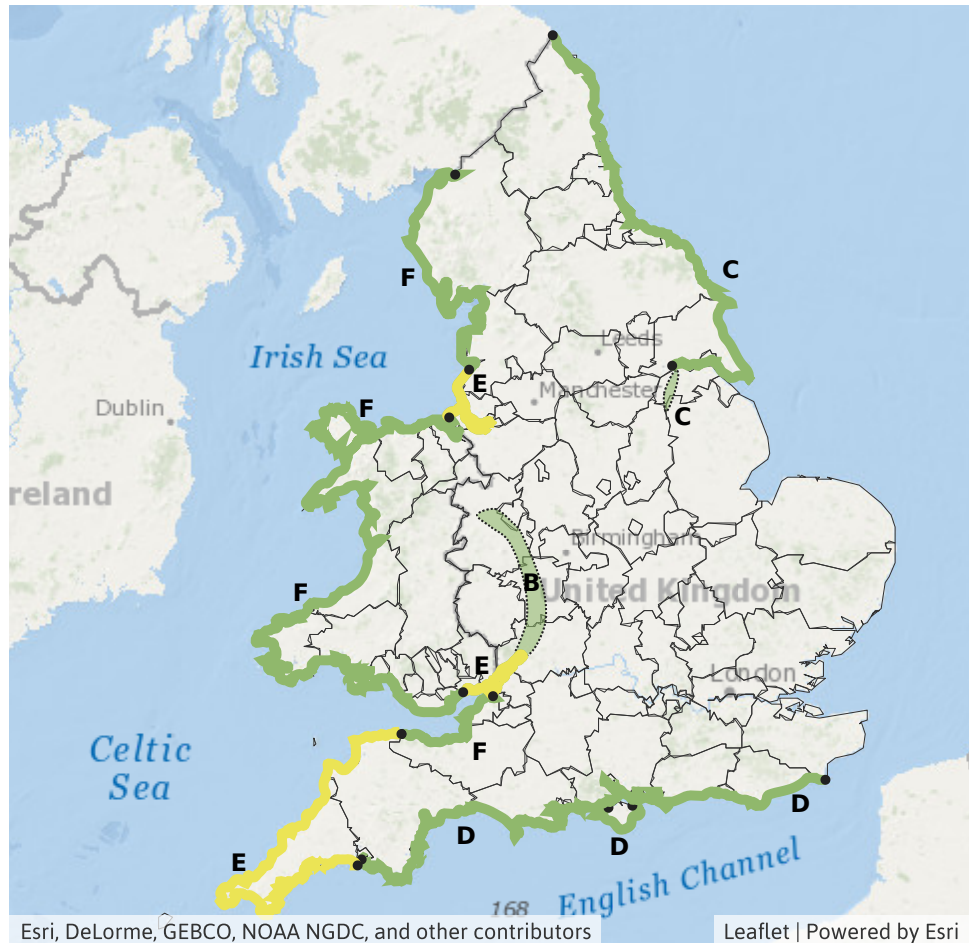 C
F
Leeds
Irish Sea
E
Manchester
Dublin
F
C
reland
Birmingham
B
United Kingdom
F
E
London
Celtic
Sea
F
D
D
D
E
English Channel
168
Esri, DeLorme, GEBCO, NOAA NGDC, and other contributors
Leaflet | Powered by Esri